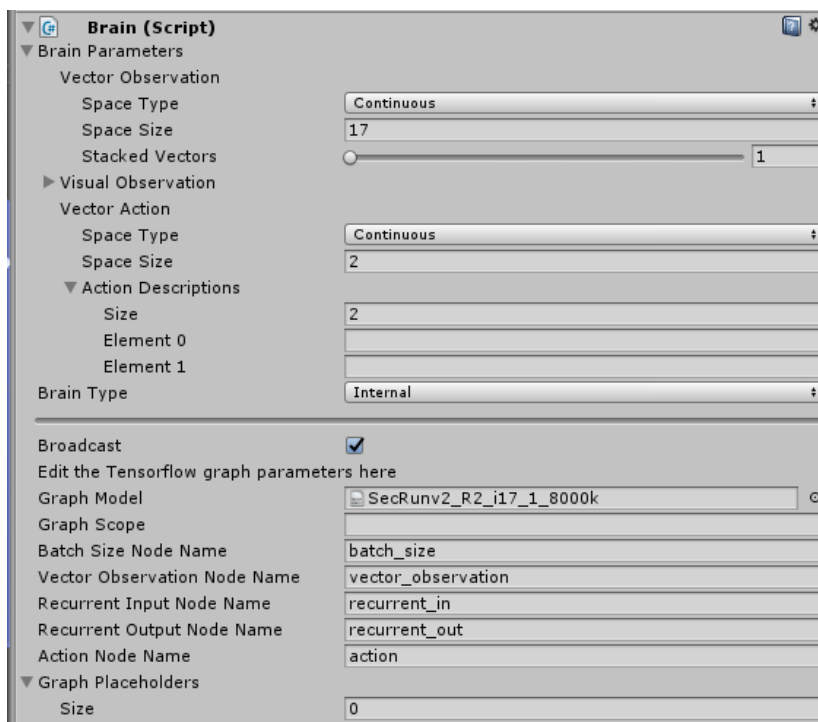 Brain (Script)
Brain Parameters
Vector Observation
Space Type Continuous
Space Size 17
Stacked Vectors 1
Visual Observation
Vector Action
Space Type Continuous
Space Size 2
Action Descriptions
Size 2
Element 0
Element 1
Brain Type Internal
Broadcast
Edit the Tensorflow graph parameters here
Graph Model SecRunv2_R2_i17_1_8000k
Graph Scope
Batch Size Node Name batch_size
Vector Observation Node Name vector_observation
Recurrent Input Node Name recurrent_in
Recurrent Output Node Name recurrent_out
Action Node Name action
Graph Placeholders
Size 0